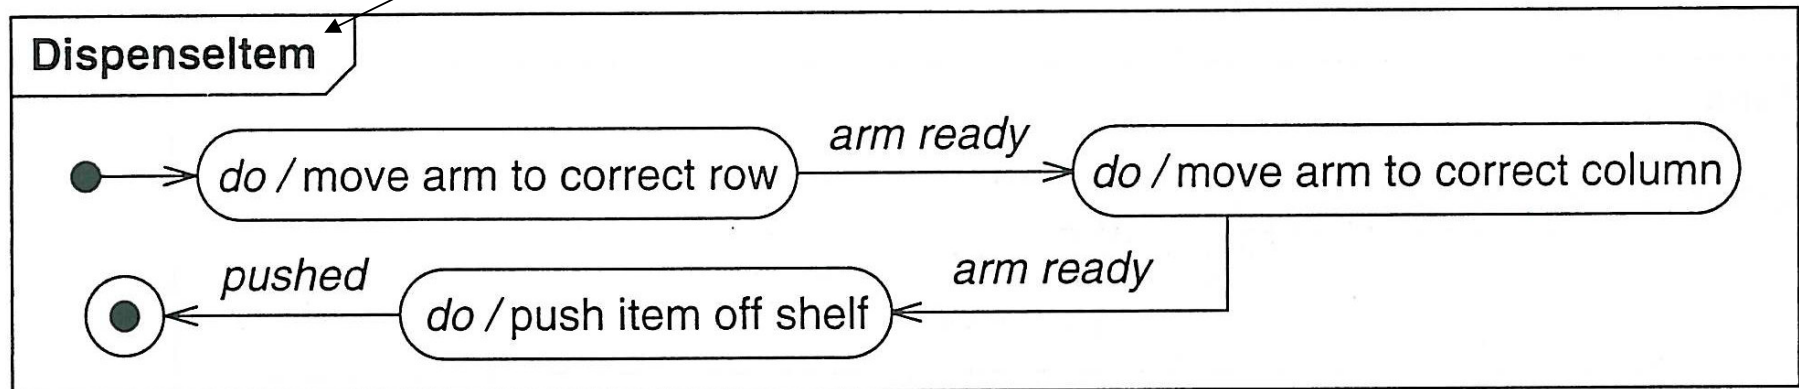 DispenseItem
arm ready
do / move arm to correct row
do / move arm to correct column
pushed
arm ready
do / push item off shelf